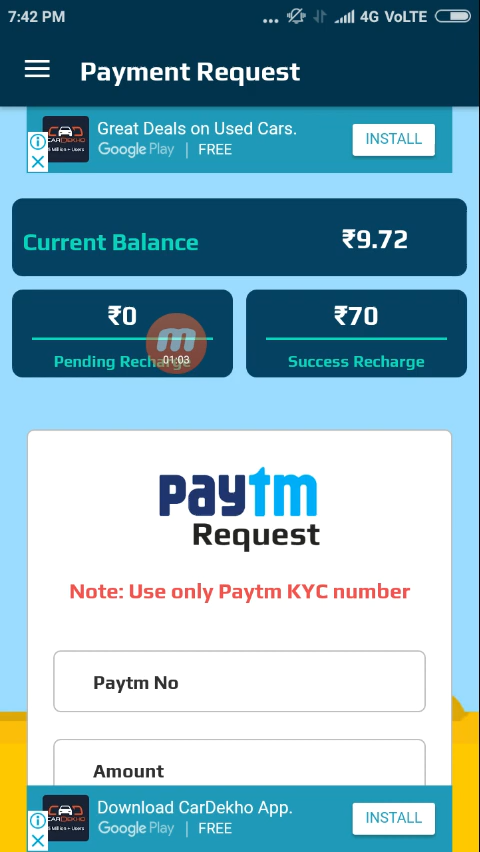 7:42 PM
... 4G VoLTE
Payment Request
Great Deals on Used Cars.
INSTALL
Google Play | FREE
CARDEKHO
Current Balance
₹9.72
₹0
₹70
01:03
Pending Recharge
Success Recharge
paytm
Request
Note: Use only Paytm KYC number
Paytm No
Amount
Download CarDekho App.
INSTALL
Google Play | FREE
CARDEKHO